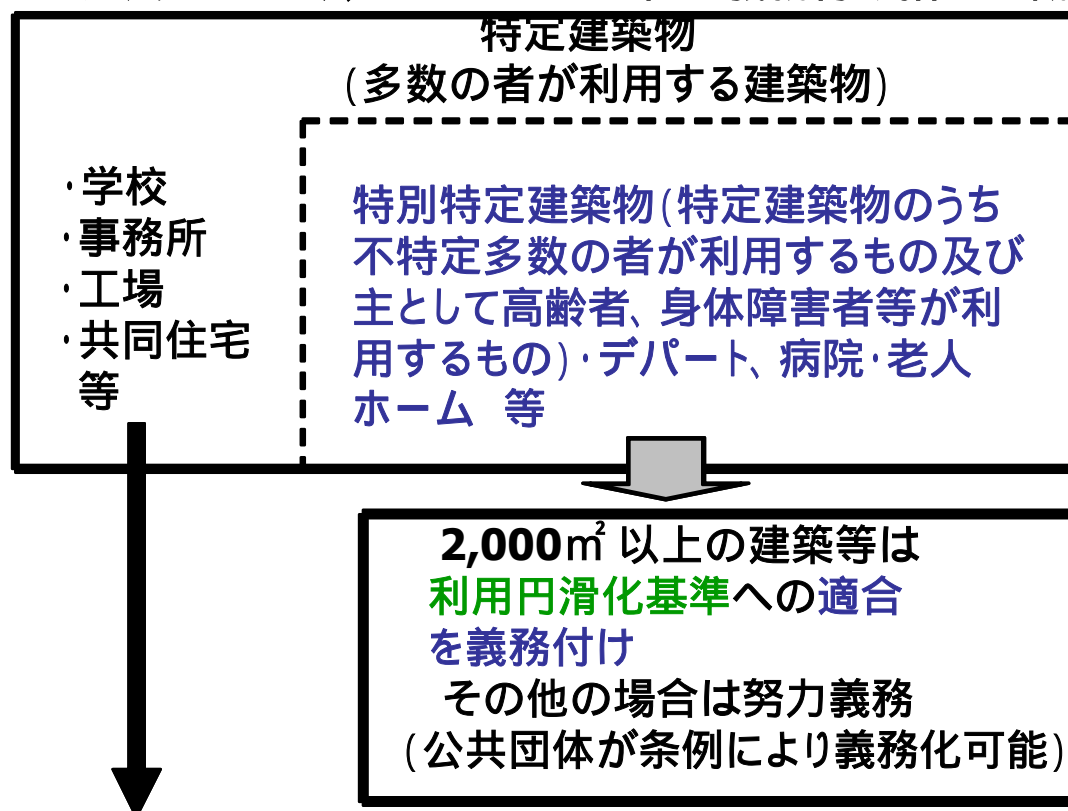 特定建築物
(多数の者が利用する建築物)
·学校
·事務所
·工場
·共同住宅
等
特別特定建築物(特定建築物のうち
不特定多数の者が利用するもの及び
主として高齢者、身体障害者等が利
用するもの)·デパート、病院·老人
ホーム 等
2,000㎡ 以上の建築等は
利用円滑化基準への適合
を義務付け
その他の場合は努力義務
(公共団体が条例により義務化可能)